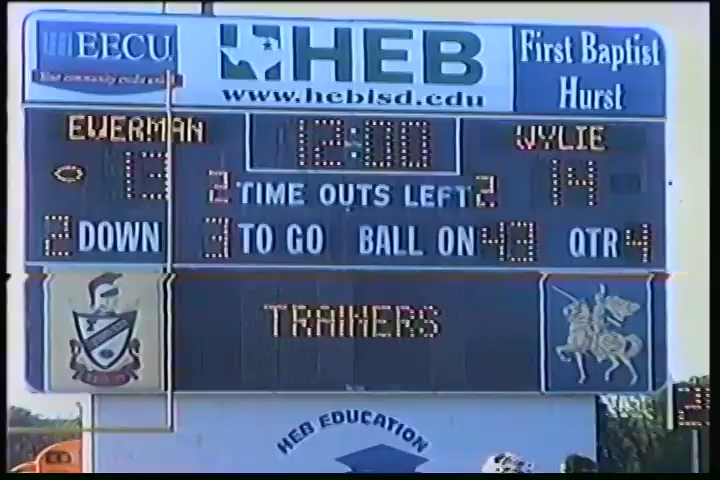 EECU
HEB
www.hebisd.edu
First Baptist
Hurst
EWERMAN
12:00
WYLIE
13
14
2 TIME OUTS LEFT 2
2 DOWN 3 TO GO BALL ON 43 QTR 4
TRAINERS
HEB EDUCATION